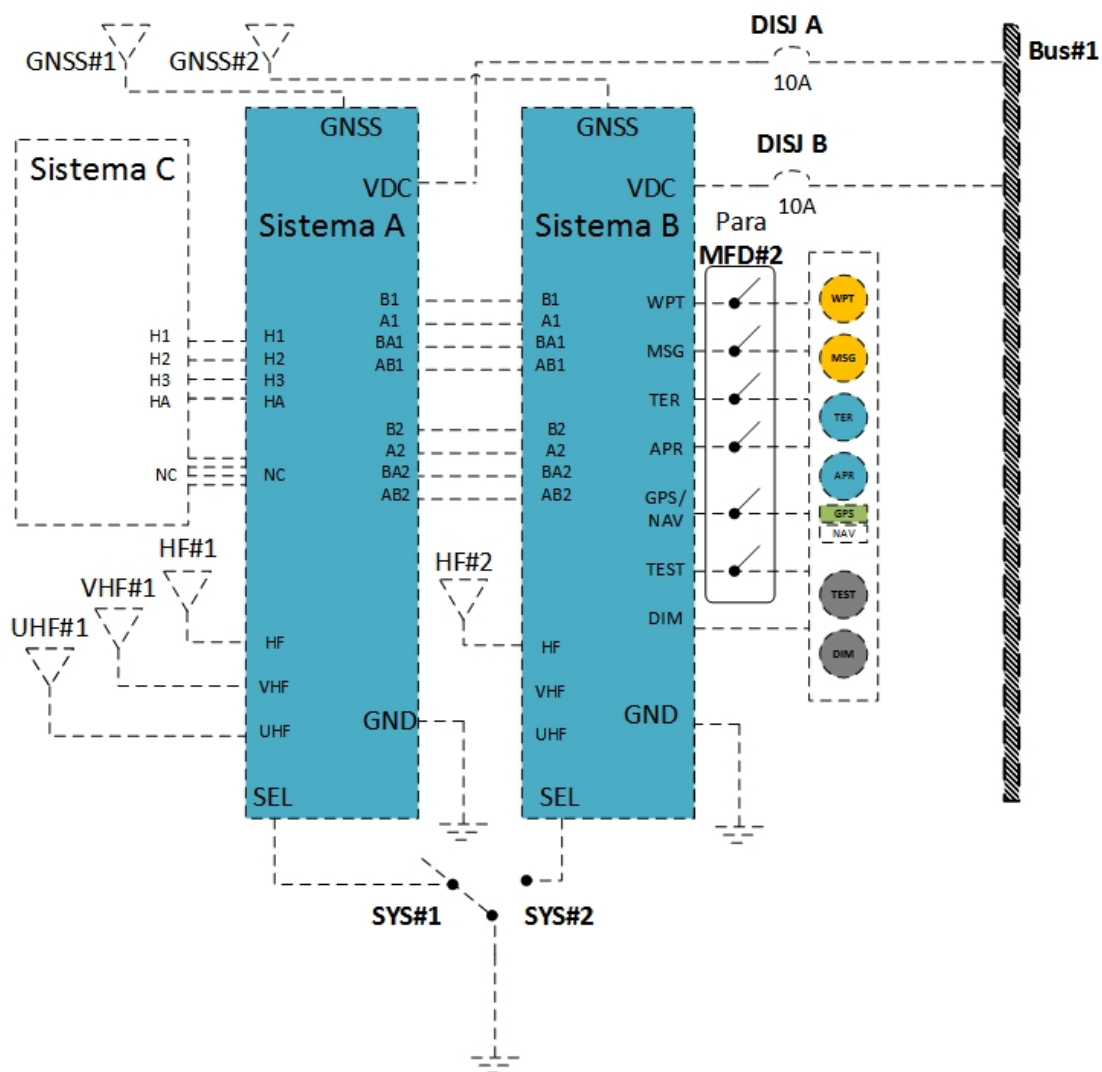 DISJ A
10A
Bus#1
GNSS#1
GNSS#2
DISJ B
10A
Sistema C
H1
H2
H3
HA
NC
GNSS
VDC
Sistema A
B1
A1
BA1
AB1
H1
H2
H3
HA
B2
A2
BA2
AB2
NC
HF
VHF
UHF
GND
SEL
GNSS
VDC
Sistema B
B1
A1
BA1
AB1
B2
A2
BA2
AB2
WPT
MSG
TER
APR
GPS/
NAV
TEST
DIM
HF
VHF
UHF
GND
SEL
Para
MFD#2
WPT
MSG
TER
APR
GPS
NAV
TEST
DIM
HF#1
VHF#1
UHF#1
HF#2
SYS#1
SYS#2